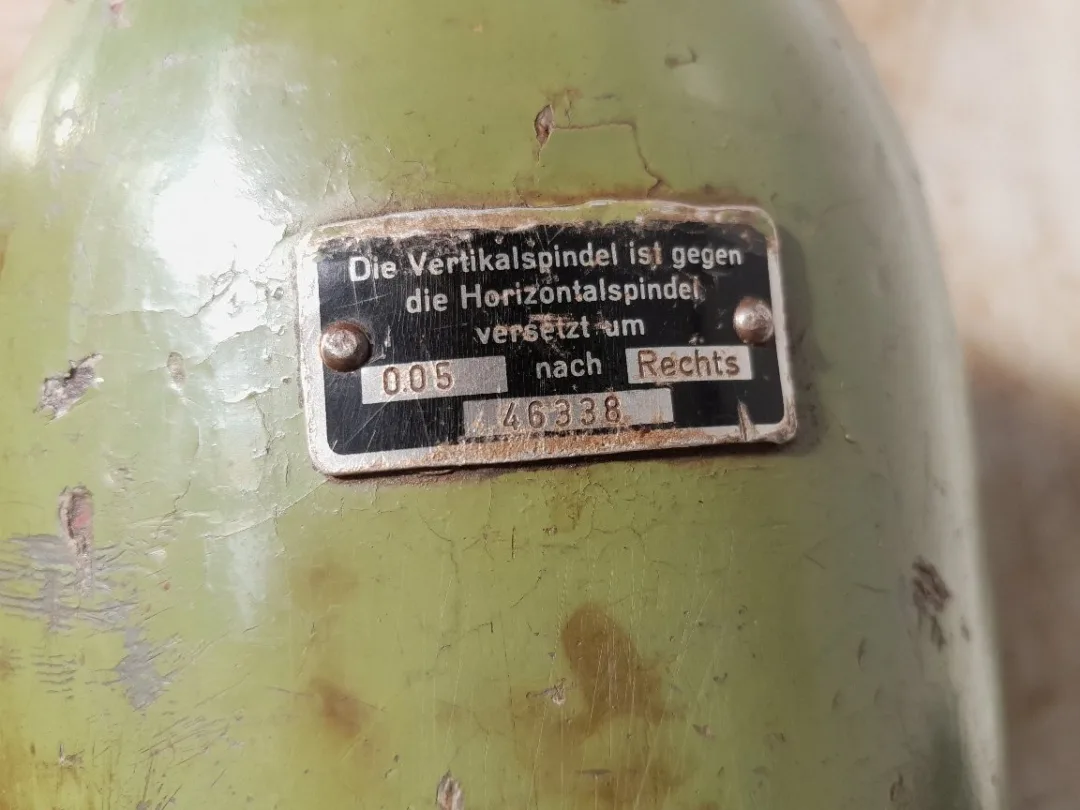 Die Vertikalspindel ist gegen
die Horizontalspindel
versetzt um
0.05 nach Rechts
46338